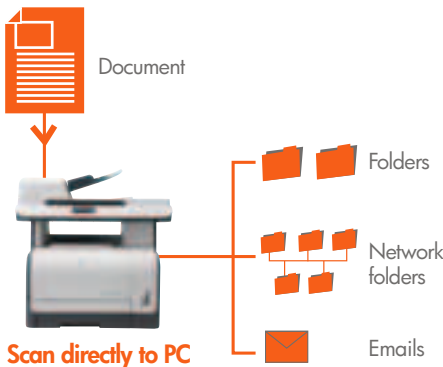 Document
Folders
Network
folders
Emails
Scan directly to PC